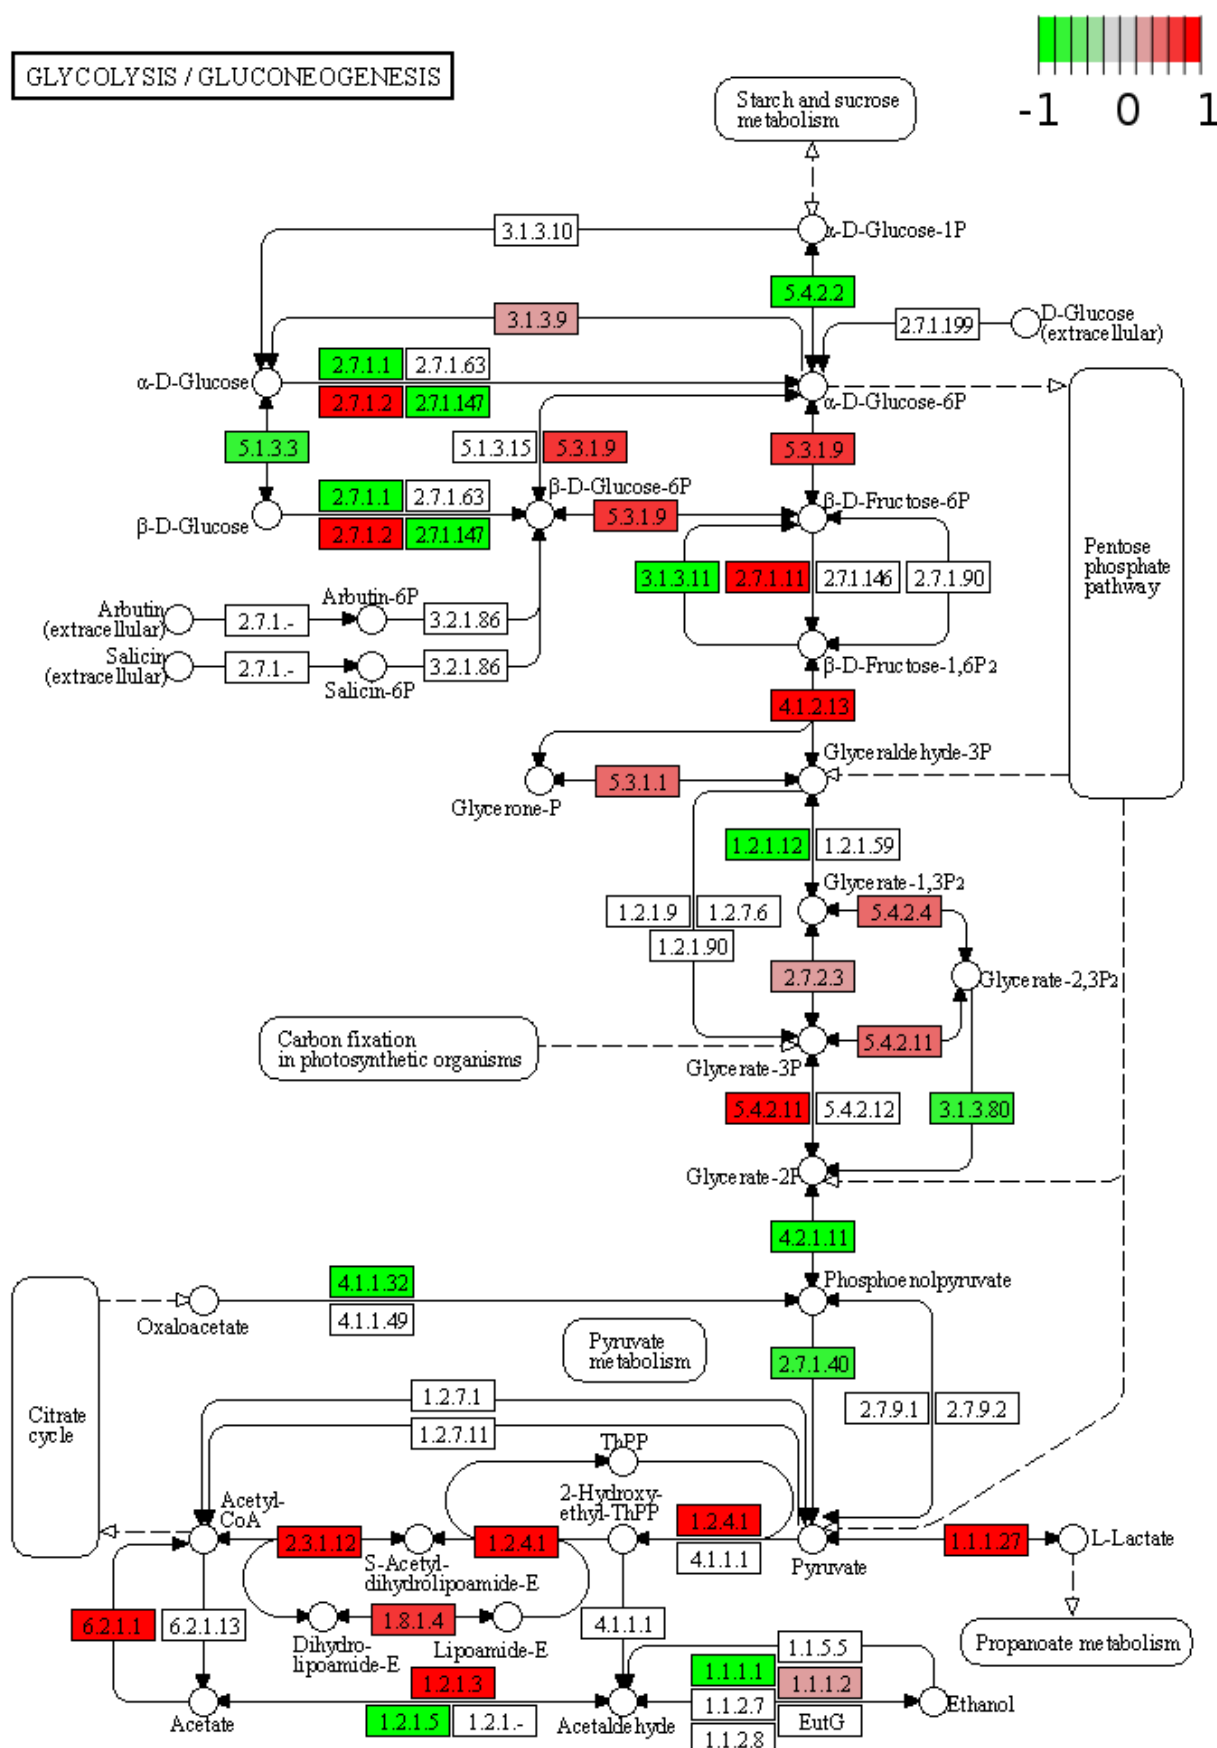 GLYCOLYSIS / GLUCONEOGENESIS
-1 0 1
Starch and sucrose
metabolism
3.1.3.10
α-D-Glucose-1P
5.4.2.2
3.1.3.9
2.7.1.199
D-Glucose
(extracellular)
2.7.1.1
2.7.1.63
α-D-Glucose
2.7.1.2
2.7.1.147
α-D-Glucose-6P
5.1.3.3
5.1.3.15
5.3.1.9
5.3.1.9
2.7.1.1
2.7.1.63
β-D-Glucose-6P
β-D-Fructose-6P
β-D-Glucose
2.7.1.2
2.7.1.147
5.3.1.9
Pentose
phosphate
pathway
3.1.3.11
2.7.1.11
2.7.1.146
2.7.1.90
Arbutin
(extracellular)
2.7.1.-
Arbutin-6P
3.2.1.86
Salicin
(extracellular)
2.7.1.-
Salicin-6P
3.2.1.86
β-D-Fructose-1,6P2
4.1.2.13
Glyceraldehyde-3P
Glycerone-P
5.3.1.1
1.2.1.12
1.2.1.59
Glycerate-1,3P2
1.2.1.9
1.2.7.6
5.4.2.4
1.2.1.90
2.7.2.3
Glycerate-2,3P2
Carbon fixation
in photosynthetic organisms
5.4.2.11
Glycerate-3P
5.4.2.11
5.4.2.12
3.1.3.80
Glycerate-2P
4.2.1.11
4.1.1.32
Phosphoenolpyruvate
Oxaloacetate
4.1.1.49
Pyruvate
metabolism
2.7.1.40
Citrate
cycle
1.2.7.1
2.7.9.1
2.7.9.2
1.2.7.11
ThPP
Acetyl-
CoA
2-Hydroxy-
ethyl-ThPP
1.2.4.1
2.3.1.12
1.2.4.1
1.1.1.27
L-Lactate
S-Acetyl-
dihydrolipoamide-E
4.1.1.1
Pyruvate
6.2.1.1
6.2.1.13
1.8.1.4
4.1.1.1
Dihydro-
lipoamide-E
Lipoamide-E
1.1.5.5
Propanoate metabolism
1.2.1.3
1.1.1.1
1.1.1.2
Acetate
1.2.1.5
1.2.1.-
Acetaldehyde
1.1.2.7
Ethanol
EutG
1.1.2.8